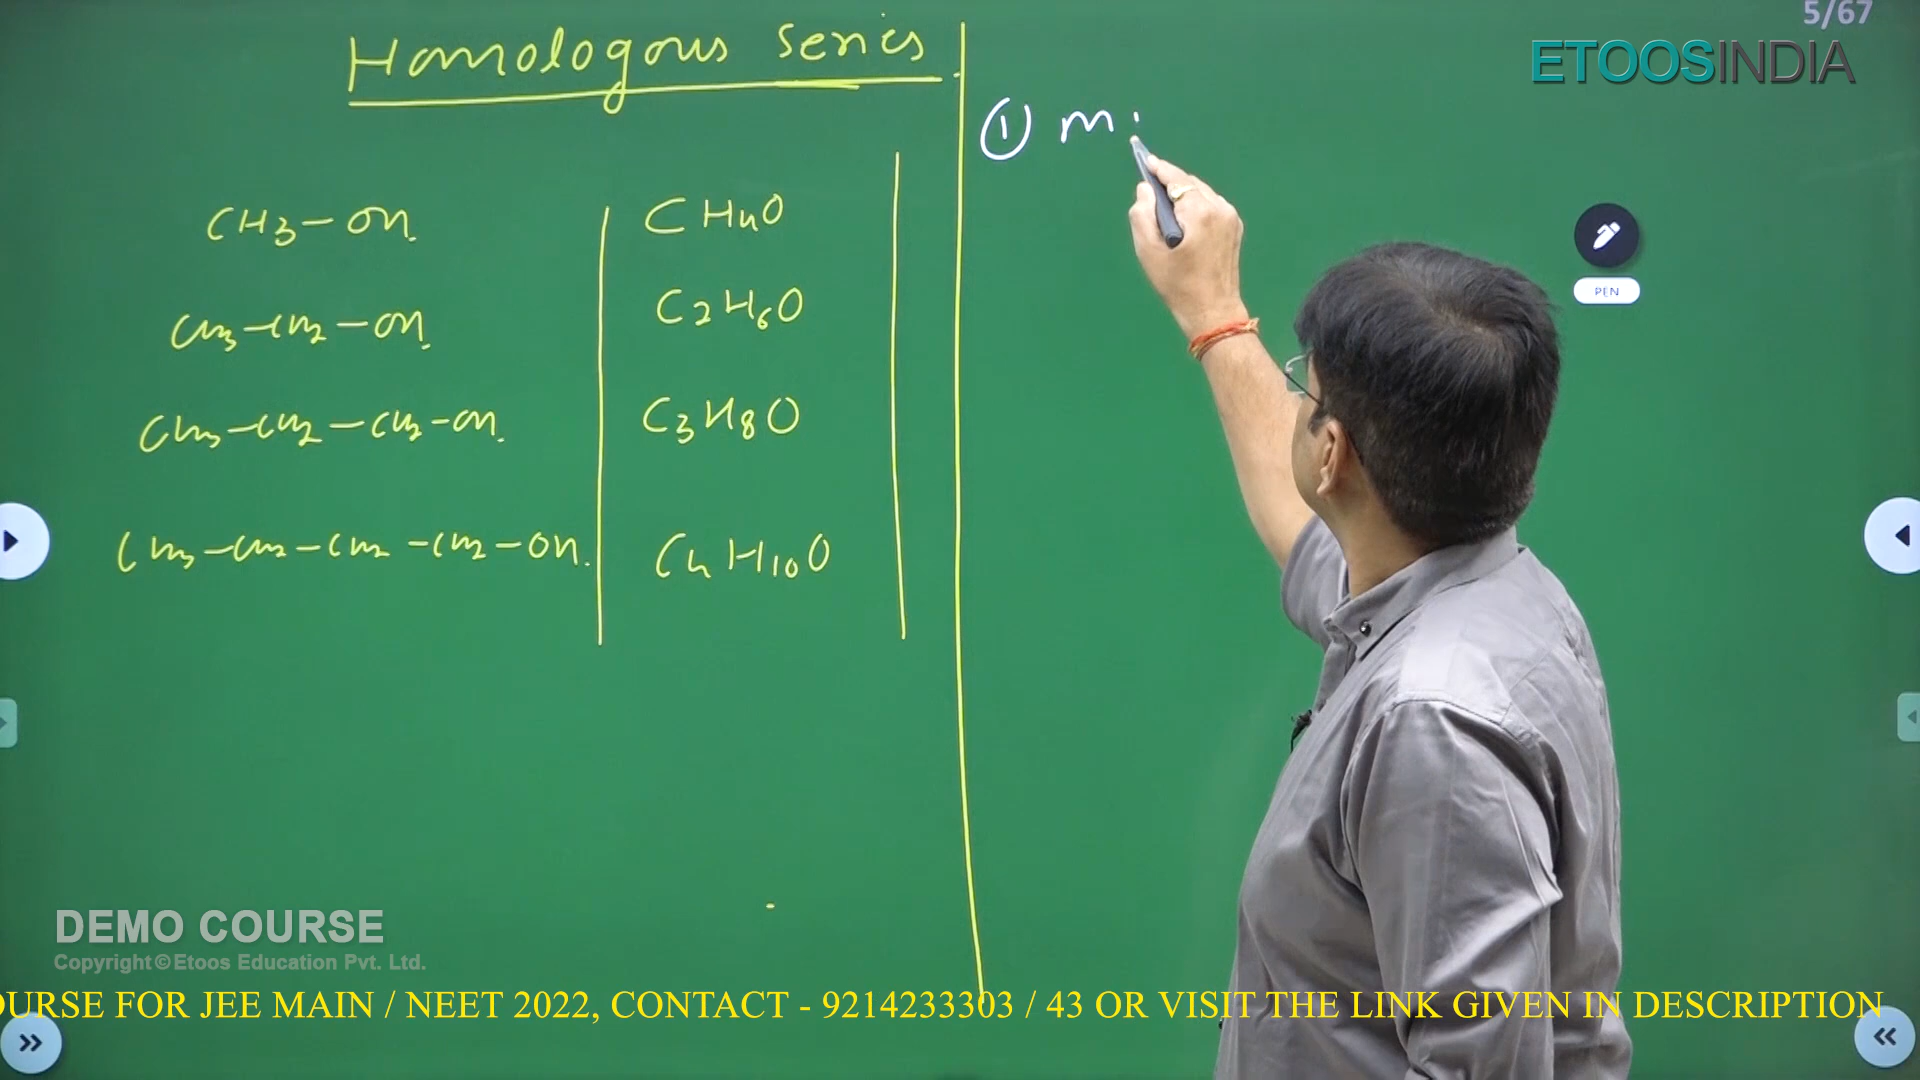 5/67
ETOOSINDIA
Homologous Series
CH3-OH
CH3-CH2-OH
CH3-CH2-CH2-OH
CH3-CH2-CH2-CH2-OH
CH4O
C2H6O
C3H8O
C4H10O
① m
PEN
DEMO COURSE
Copyright © Etoos Education Pvt. Ltd.
OURSE FOR JEE MAIN / NEET 2022, CONTACT - 9214233303 / 43 OR VISIT THE LINK GIVEN IN DESCRIPTION